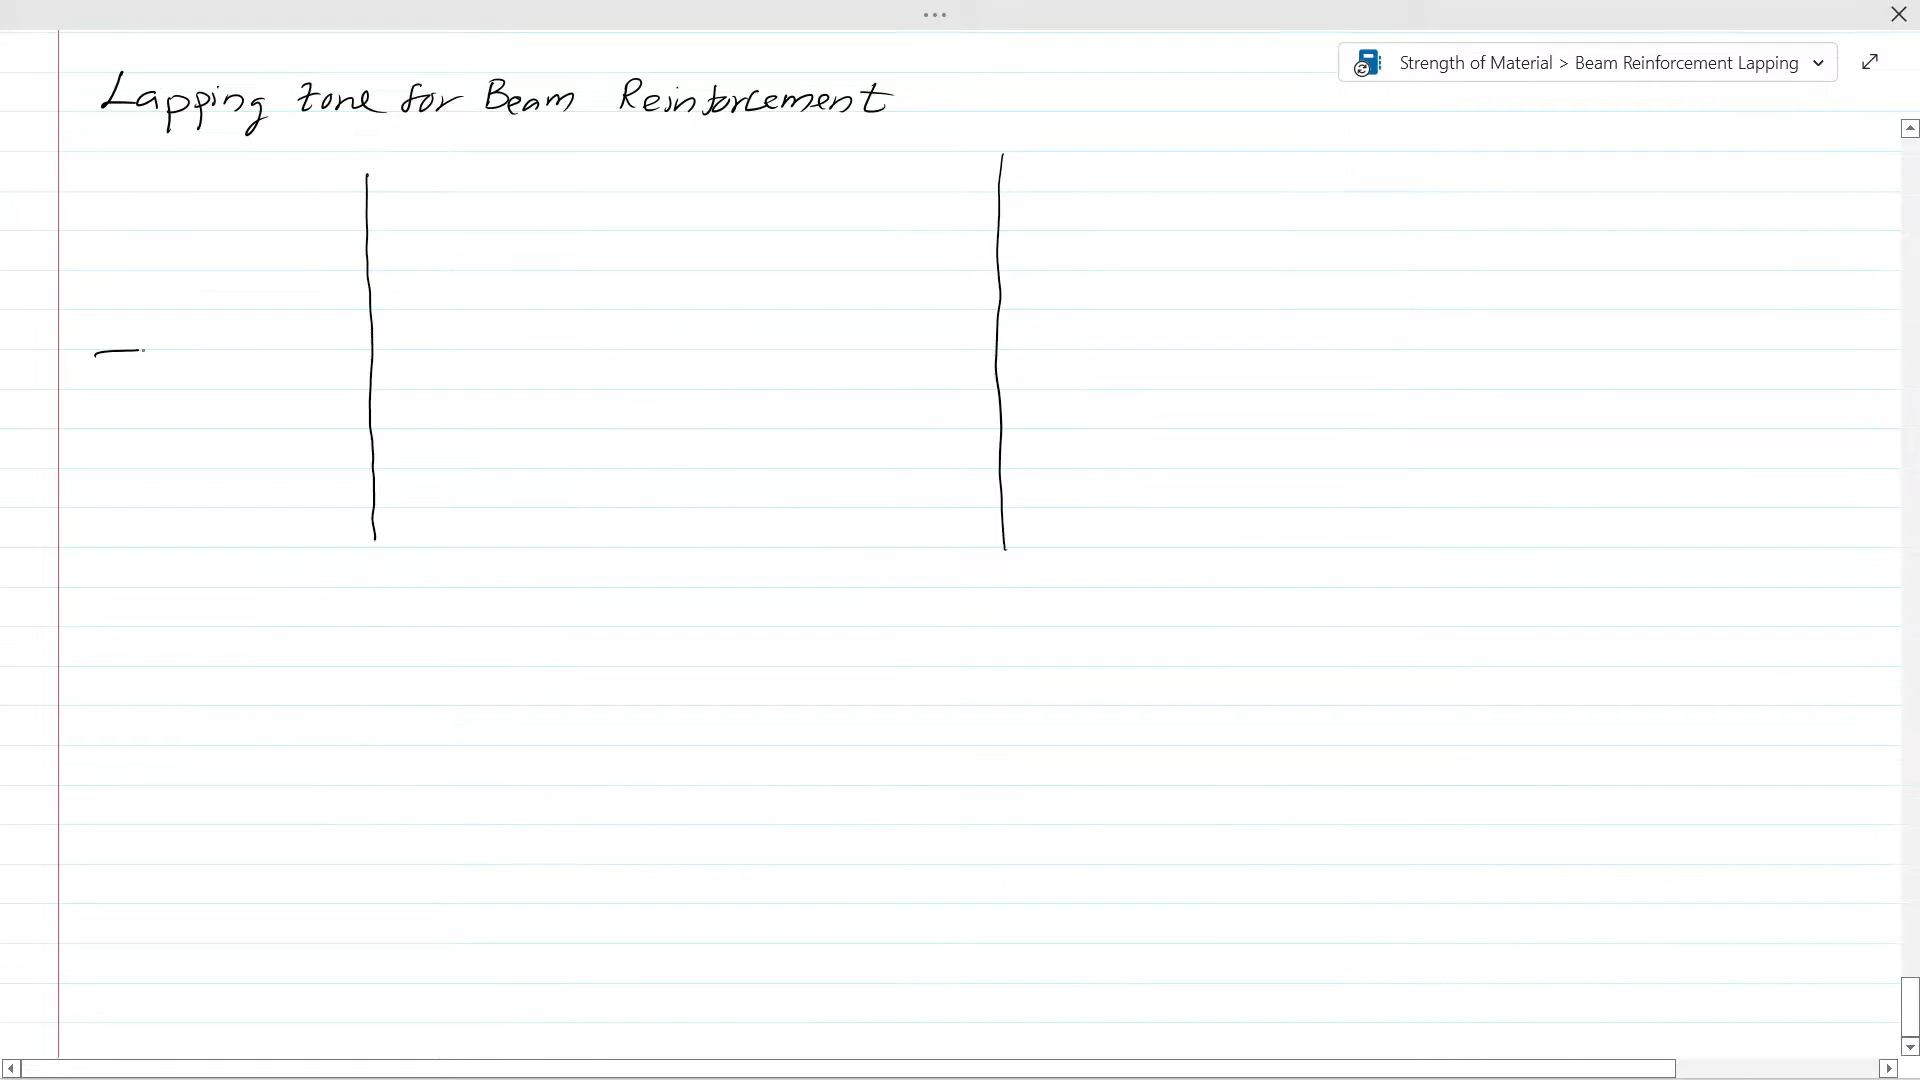 Strength of Material > Beam Reinforcement Lapping
Lapping zone for Beam Reinforcement